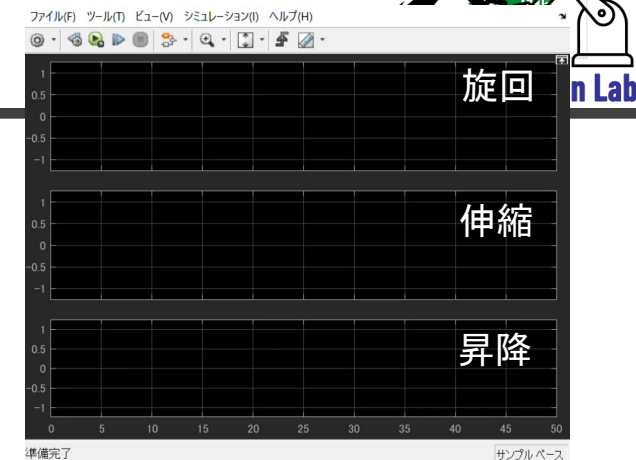 ファイル(F) ツール(T) ビュー(V) シミュレーション(I) ヘルプ(H)
n Lab
旋回
1
0.5
0
-0.5
-1
伸縮
1
0.5
0
-0.5
-1
昇降
1
0.5
0
-0.5
-1
0 5 10 15 20 25 30 35 40 45 50
準備完了
サンプル ベース